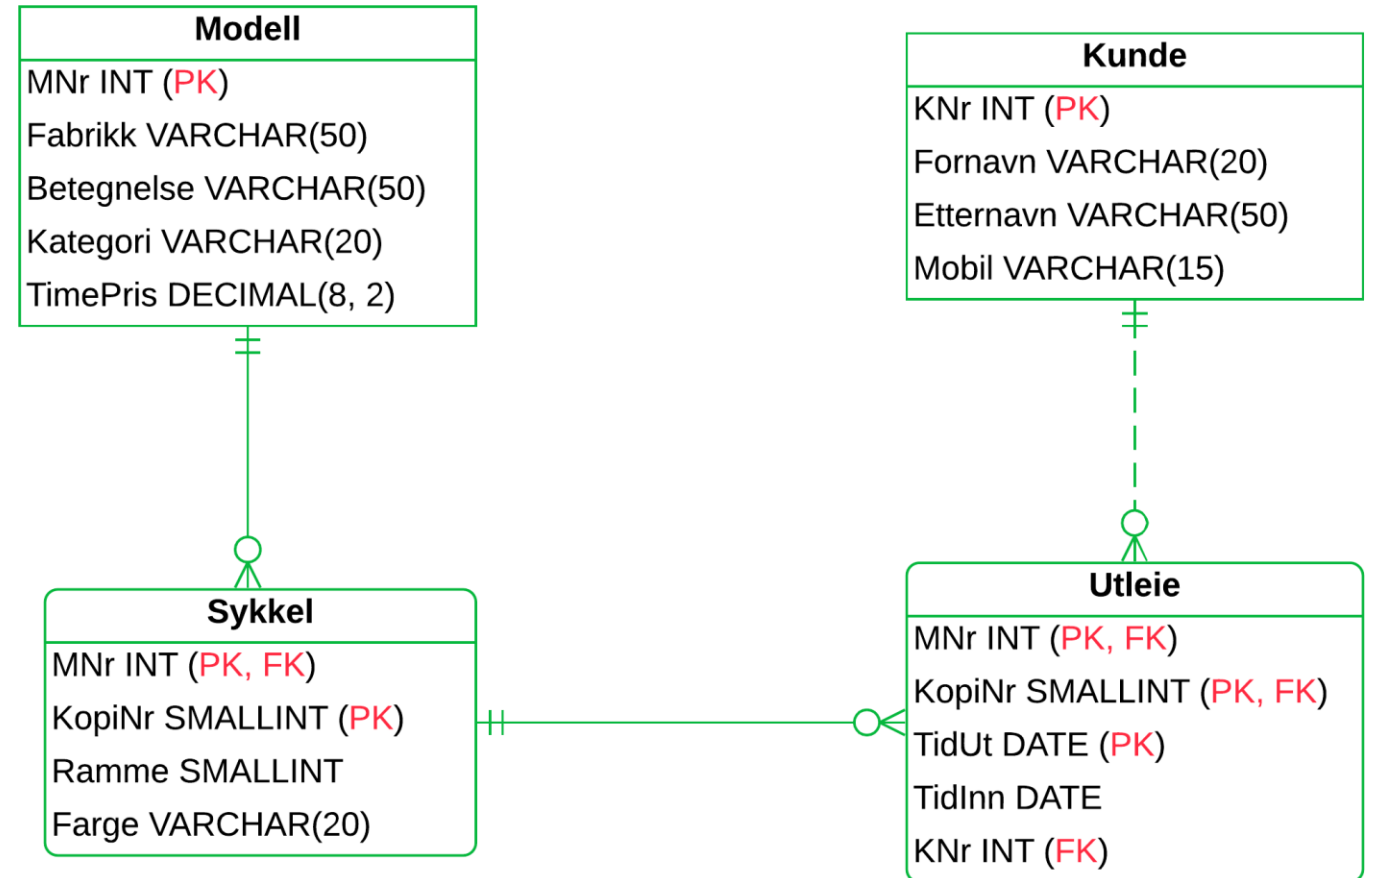 Modell
MNr INT (PK)
Fabrikk VARCHAR(50)
Betegnelse VARCHAR(50)
Kategori VARCHAR(20)
TimePris DECIMAL(8, 2)
Kunde
KNr INT (PK)
Fornavn VARCHAR(20)
Etternavn VARCHAR(50)
Mobil VARCHAR(15)
Sykkel
MNr INT (PK, FK)
KopiNr SMALLINT (PK)
Ramme SMALLINT
Farge VARCHAR(20)
Utleie
MNr INT (PK, FK)
KopiNr SMALLINT (PK, FK)
TidUt DATE (PK)
TidInn DATE
KNr INT (FK)